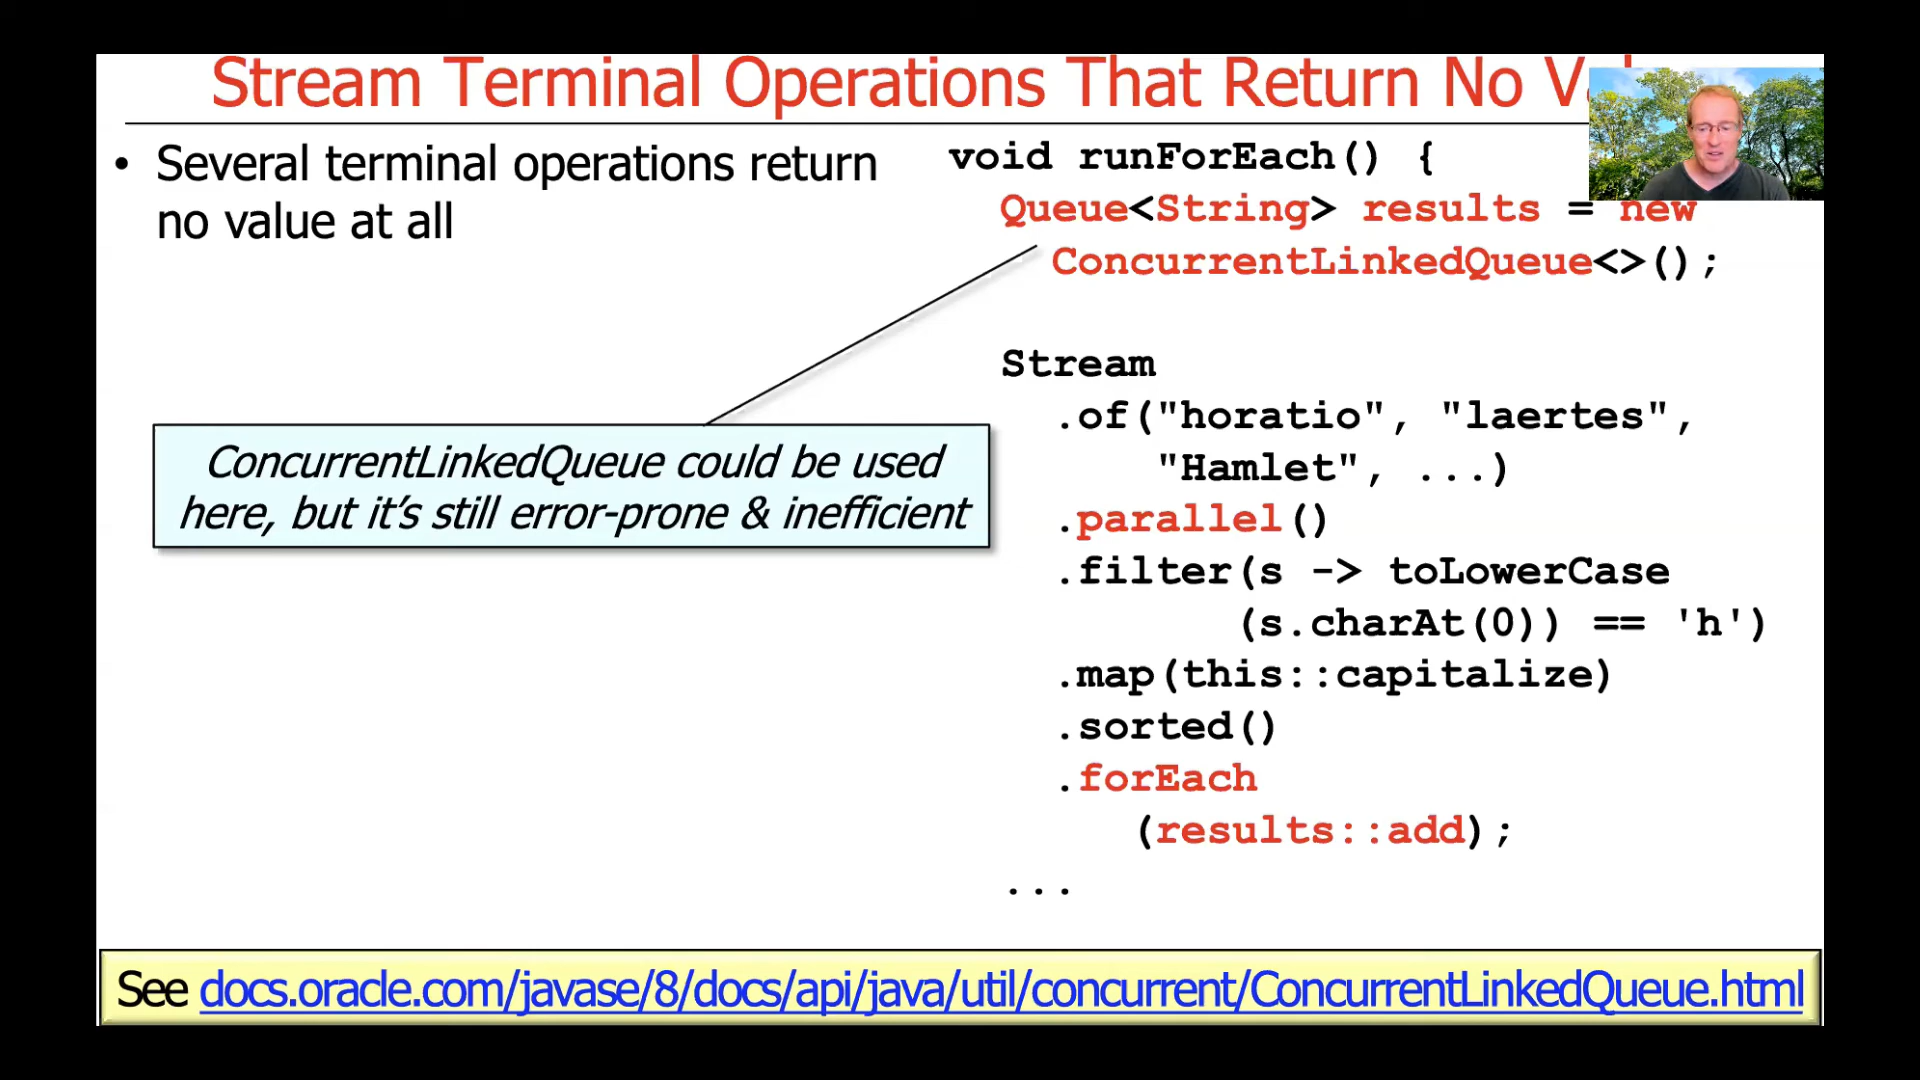 Stream Terminal Operations That Return No
• Several terminal operations return
no value at all
void runForEach() {
Queue<String> results = new
ConcurrentLinkedQueue<>();
Stream
.of("horatio", "laertes",
"Hamlet", ...)
.parallel()
.filter(s -> toLowerCase
(s.charAt(0)) == 'h')
.map(this::capitalize)
.sorted()
.forEach
(results::add);
...
ConcurrentLinkedQueue could be used
here, but it’s still error-prone & inefficient
See docs.oracle.com/javase/8/docs/api/java/util/concurrent/ConcurrentLinkedQueue.html